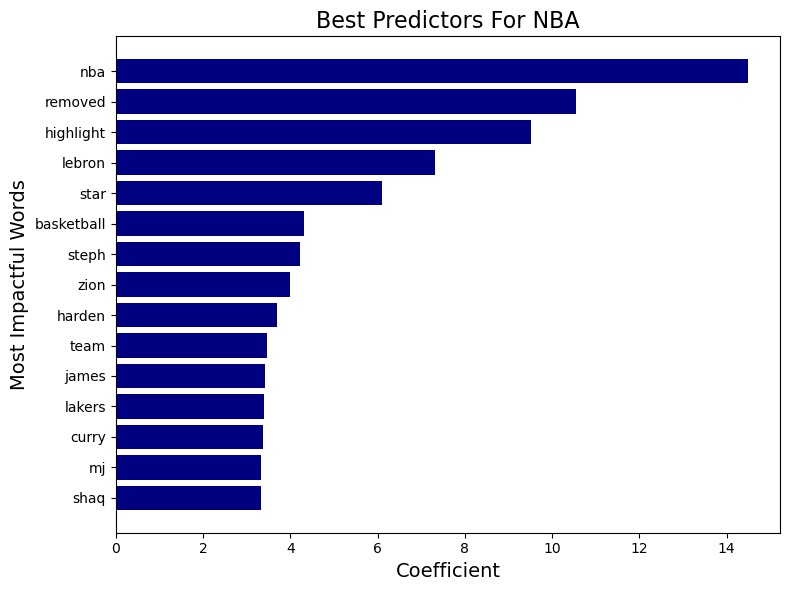 Best Predictors For NBA
Most Impactful Words
nba
removed
highlight
lebron
star
basketball
steph
zion
harden
team
james
lakers
curry
mj
shaq
0 2 4 6 8 10 12 14
Coefficient